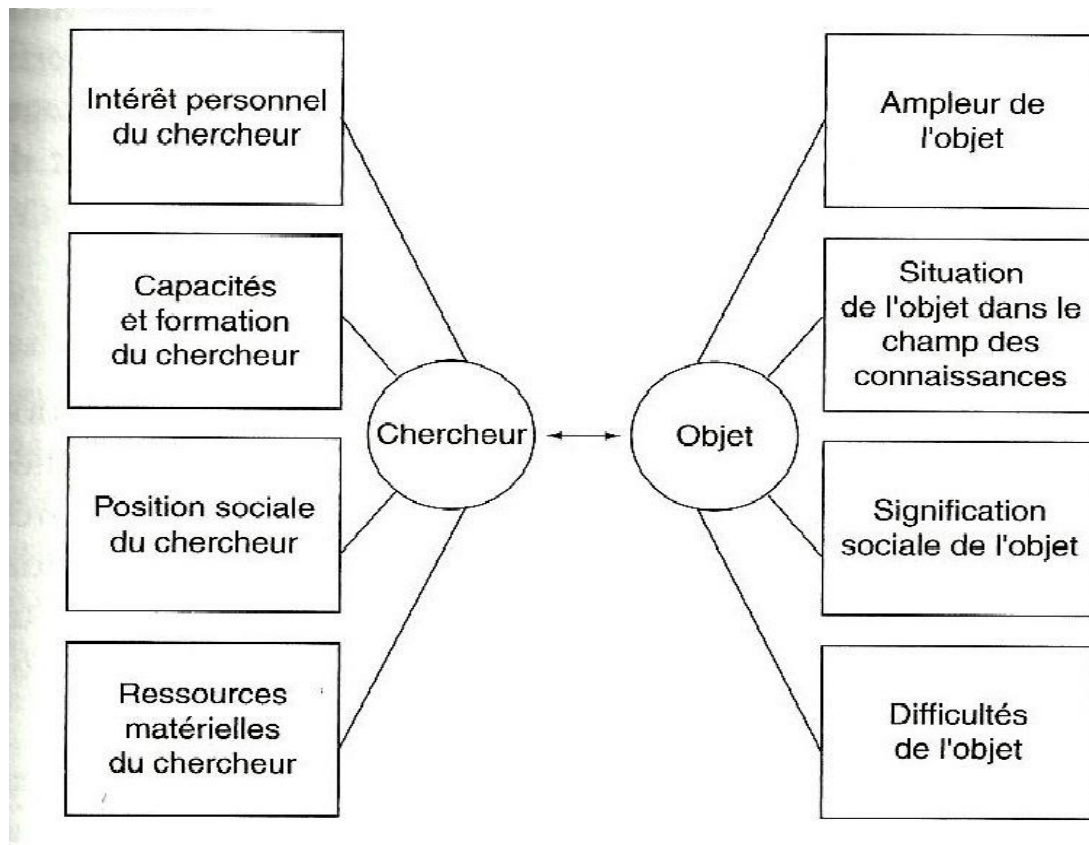 Intérêt personnel
du chercheur
Capacités
et formation
du chercheur
Position sociale
du chercheur
Ressources
matérielles
du chercheur
Chercheur
Objet
Ampleur de
l'objet
Situation
de l'objet dans le
champ des
connaissances
Signification
sociale de l'objet
Difficultés
de l'objet